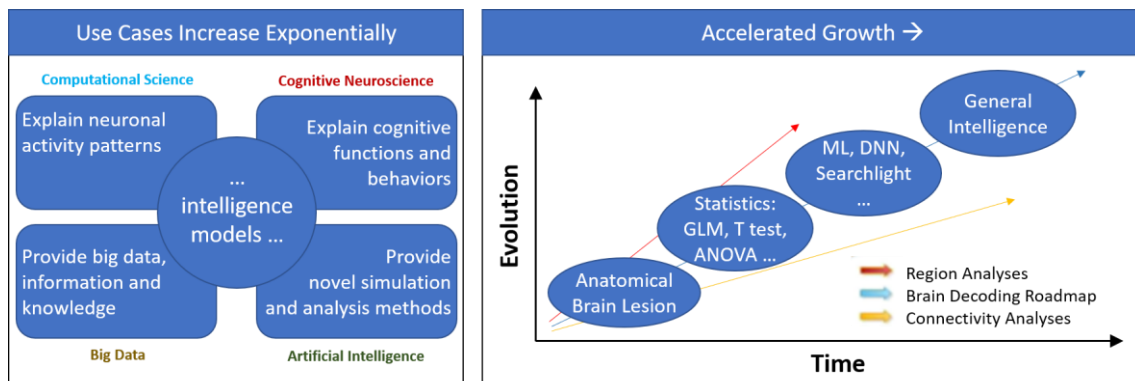 Use Cases Increase Exponentially
Computational Science
Cognitive Neuroscience
Explain neuronal
activity patterns
Explain cognitive
functions and
behaviors
...
intelligence
models ...
Provide big data,
information and
knowledge
Provide
novel simulation
and analysis methods
Big Data
Artificial Intelligence
Accelerated Growth →
Evolution
General
Intelligence
ML, DNN,
Searchlight
...
Statistics:
GLM, T test,
ANOVA ...
Anatomical
Brain Lesion
Region Analyses
Brain Decoding Roadmap
Connectivity Analyses
Time